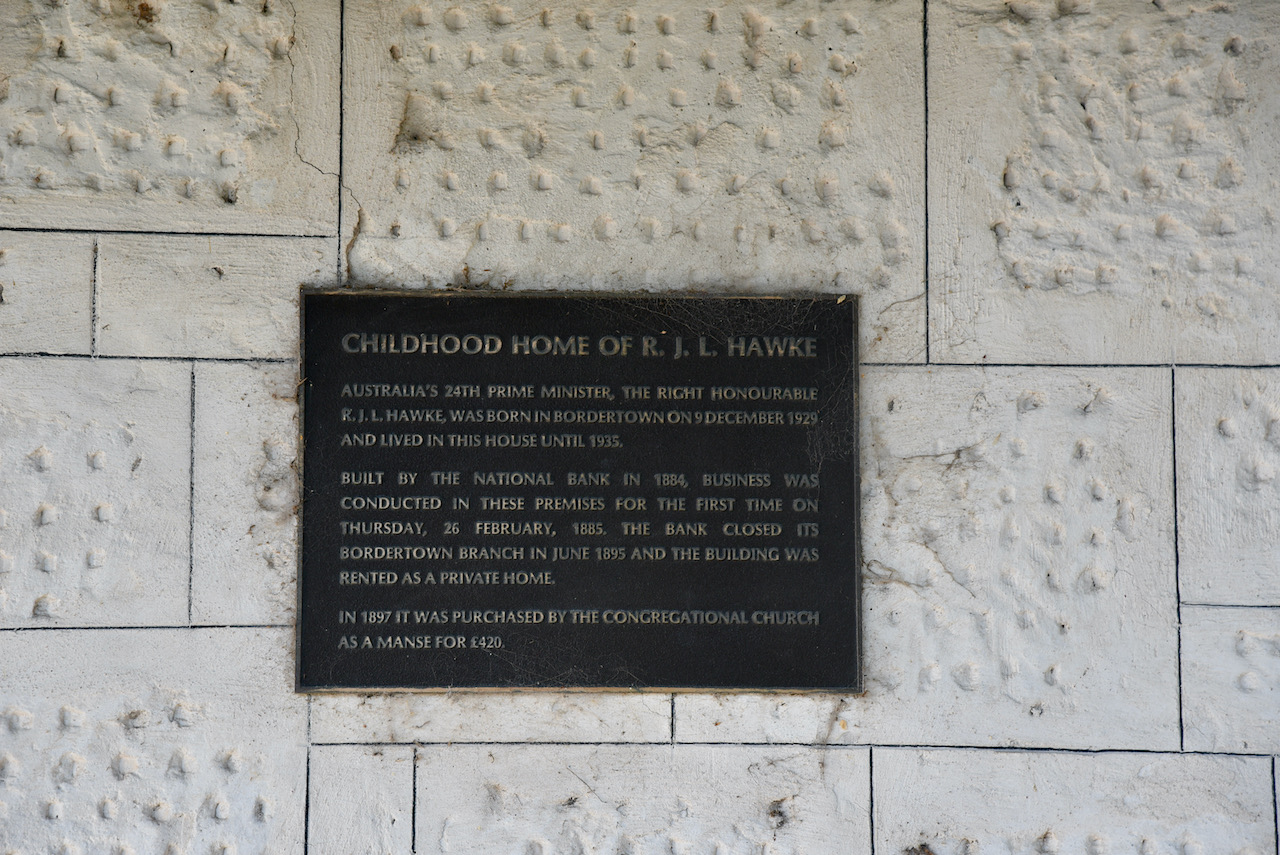 CHILDHOOD HOME OF R. J. L. HAWKE
AUSTRALIA'S 24TH PRIME MINISTER, THE RIGHT HONOURABLE
R. J. L. HAWKE, WAS BORN IN BORDERTOWN ON 9 DECEMBER 1929
AND LIVED IN THIS HOUSE UNTIL 1935.
BUILT BY THE NATIONAL BANK IN 1884, BUSINESS WAS
CONDUCTED IN THESE PREMISES FOR THE FIRST TIME ON
THURSDAY, 26 FEBRUARY, 1885. THE BANK CLOSED ITS
BORDERTOWN BRANCH IN JUNE 1895 AND THE BUILDING WAS
RENTED AS A PRIVATE HOME.
IN 1897 IT WAS PURCHASED BY THE CONGREGATIONAL CHURCH
AS A MANSE FOR £420.